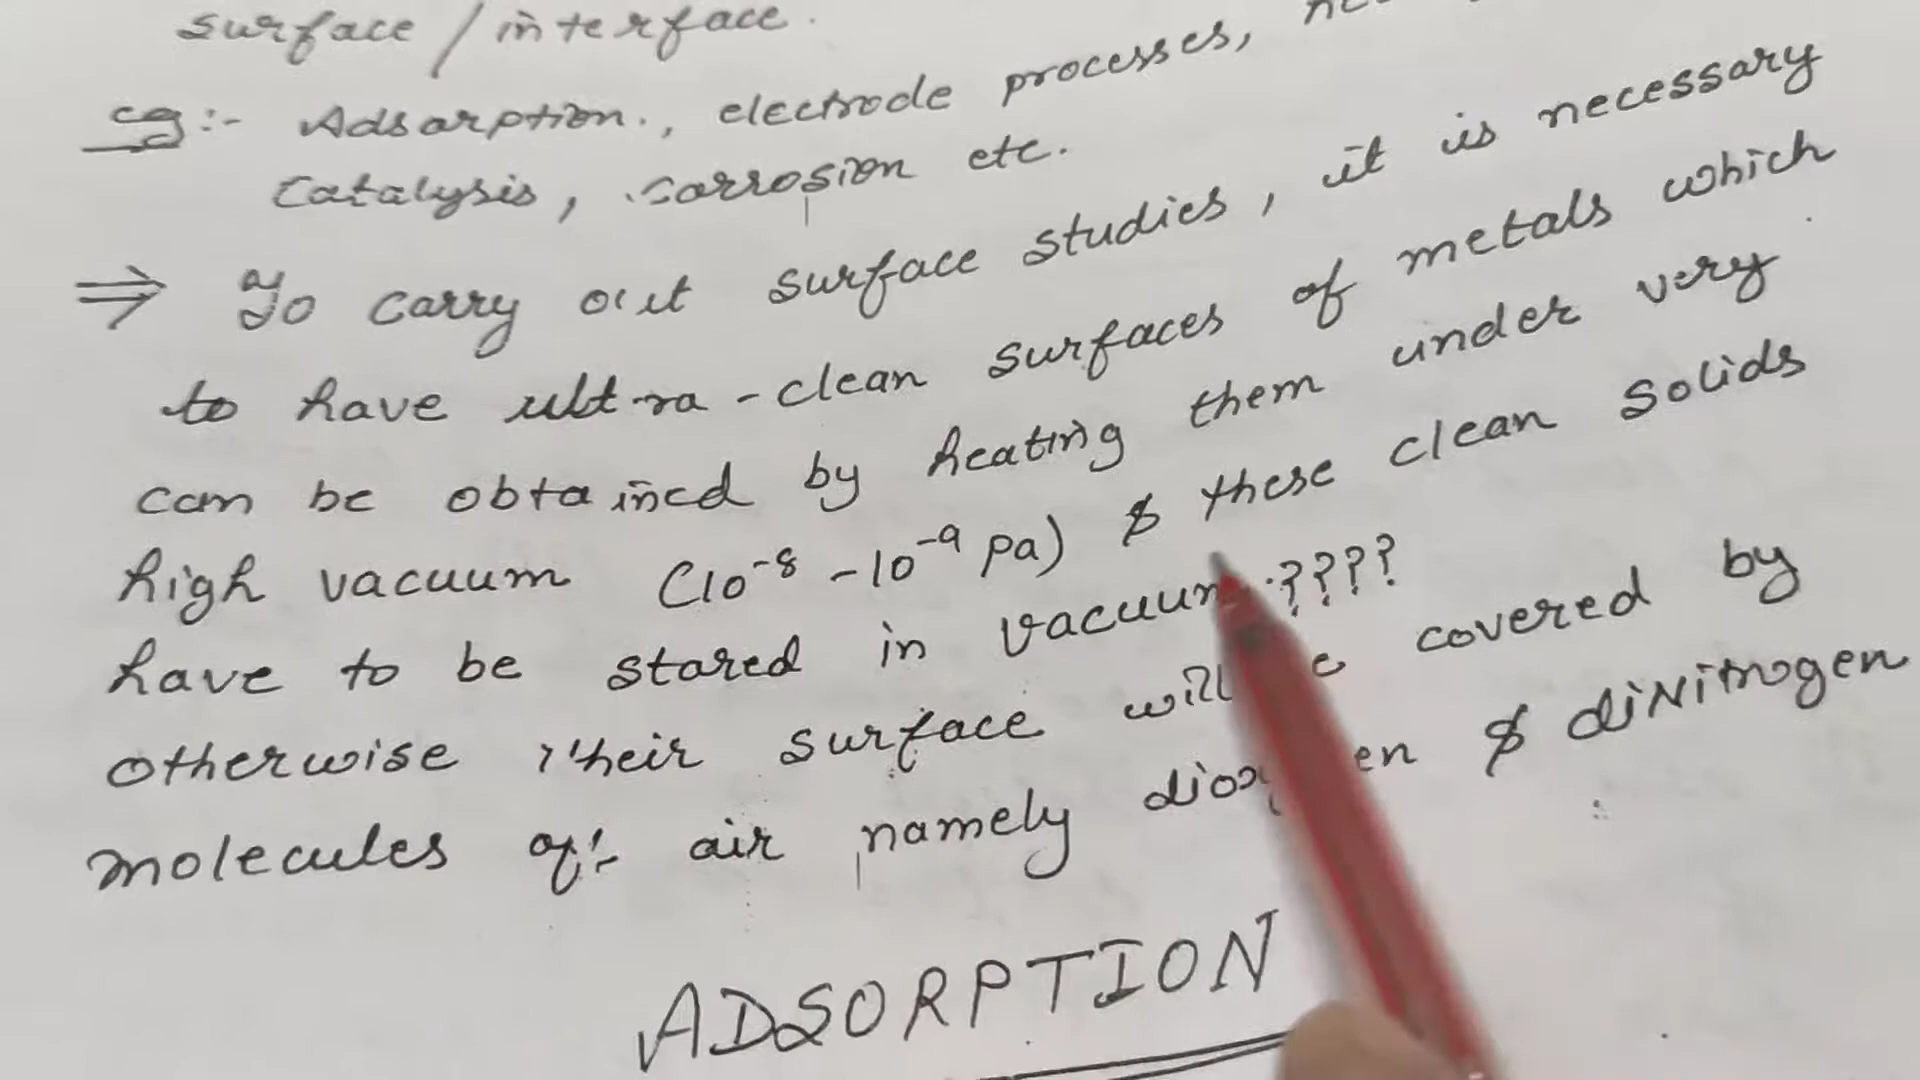 surface / interface.
eg:- Adsorption., electrode processes,
Catalysis, corrosion etc.
⇒ To carry out surface studies, it is necessary
to have ultra-clean surfaces of metals which
can be obtained by heating them under very
high vacuum (10⁻⁸ - 10⁻⁹ pa) & these clean solids
have to be stored in vacuum.????
otherwise their surface will covered by
molecules of:- air namely & diNitrogen
ADSORPTION